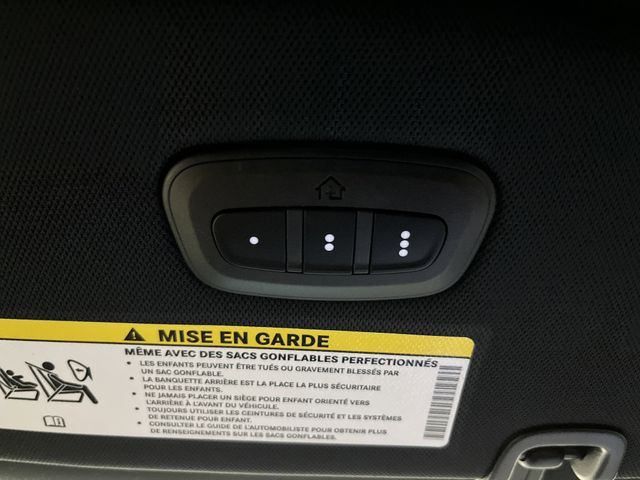 MISE EN GARDE
MÊME AVEC DES SACS GONFLABLES PERFECTIONNÉS
• LES ENFANTS PEUVENT ÊTRE TUÉS OU GRAVEMENT BLESSÉS PAR
UN SAC GONFLABLE.
• LA BANQUETTE ARRIÈRE EST LA PLACE LA PLUS SÉCURITAIRE
POUR LES ENFANTS.
• NE JAMAIS PLACER UN SIÈGE POUR ENFANT ORIENTÉ VERS
L'ARRIÈRE À L'AVANT DU VÉHICULE.
• TOUJOURS UTILISER LES CEINTURES DE SÉCURITÉ ET LES SYSTÈMES
DE RETENUE POUR ENFANT.
• CONSULTER LE GUIDE DE L'AUTOMOBILISTE POUR OBTENIR PLUS
DE RENSEIGNEMENTS SUR LES SACS GONFLABLES.